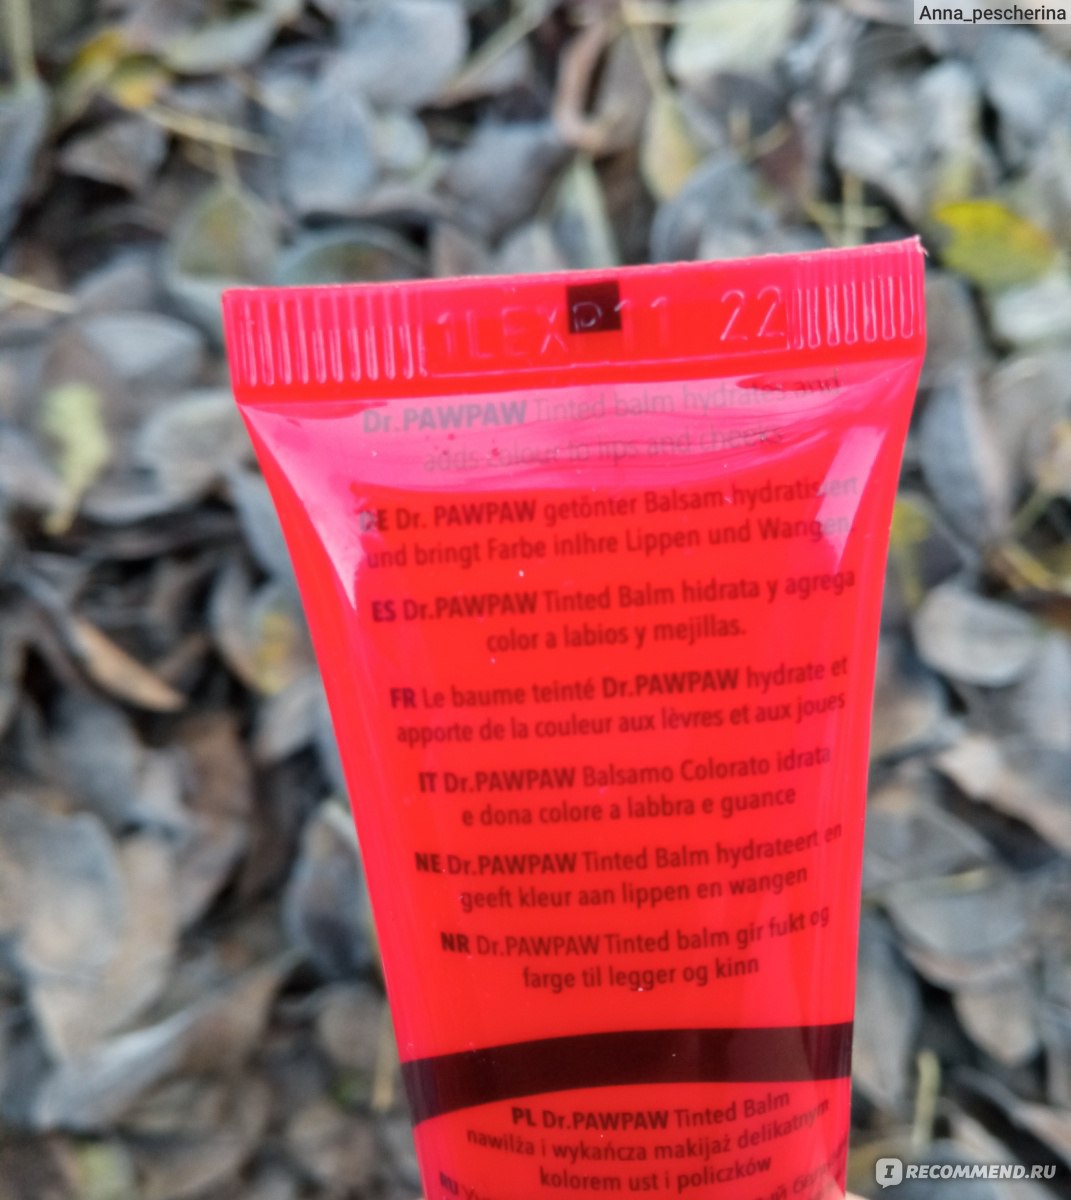 Anna_pescherina
1LEXP11 22
Dr.PAWPAW Tinted balm hydrates and
adds colour to lips and cheeks
DE Dr. PAWPAW getönter Balsam hydratisiert
und bringt Farbe inIhre Lippen und Wangen.
ES Dr.PAWPAW Tinted Balm hidrata y agrega
color a labios y mejillas.
FR Le baume teinté Dr.PAWPAW hydrate et
apporte de la couleur aux lèvres et aux joues
IT Dr.PAWPAW Balsamo Colorato idrata
e dona colore a labbra e guance
NE Dr.PAWPAW Tinted Balm hydrateert en
geeft kleur aan lippen en wangen
NR Dr.PAWPAW Tinted balm gir fukt og
farge til legger og kinn
PL Dr.PAWPAW Tinted Balm
nawilża i wykańcza makijaż delikatnym
kolorem ust i policzków
RU
IRECOMMEND.RU